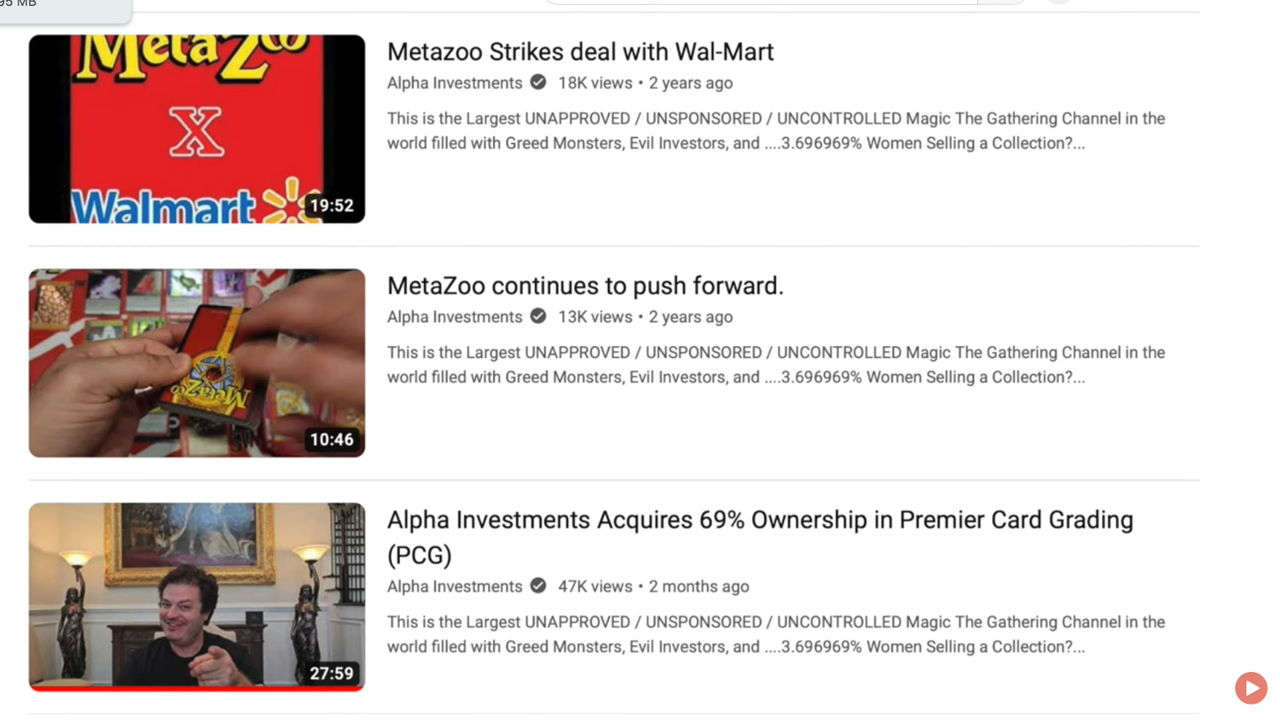 95 MB
MetaZoo
X
Walmart
19:52
Metazoo Strikes deal with Wal-Mart
Alpha Investments 18K views • 2 years ago
This is the Largest UNAPPROVED / UNSPONSORED / UNCONTROLLED Magic The Gathering Channel in the
world filled with Greed Monsters, Evil Investors, and ....3.696969% Women Selling a Collection?...
MetaZoo
10:46
MetaZoo continues to push forward.
Alpha Investments 13K views • 2 years ago
This is the Largest UNAPPROVED / UNSPONSORED / UNCONTROLLED Magic The Gathering Channel in the
world filled with Greed Monsters, Evil Investors, and ....3.696969% Women Selling a Collection?...
27:59
Alpha Investments Acquires 69% Ownership in Premier Card Grading
(PCG)
Alpha Investments 47K views • 2 months ago
This is the Largest UNAPPROVED / UNSPONSORED / UNCONTROLLED Magic The Gathering Channel in the
world filled with Greed Monsters, Evil Investors, and ....3.696969% Women Selling a Collection?...